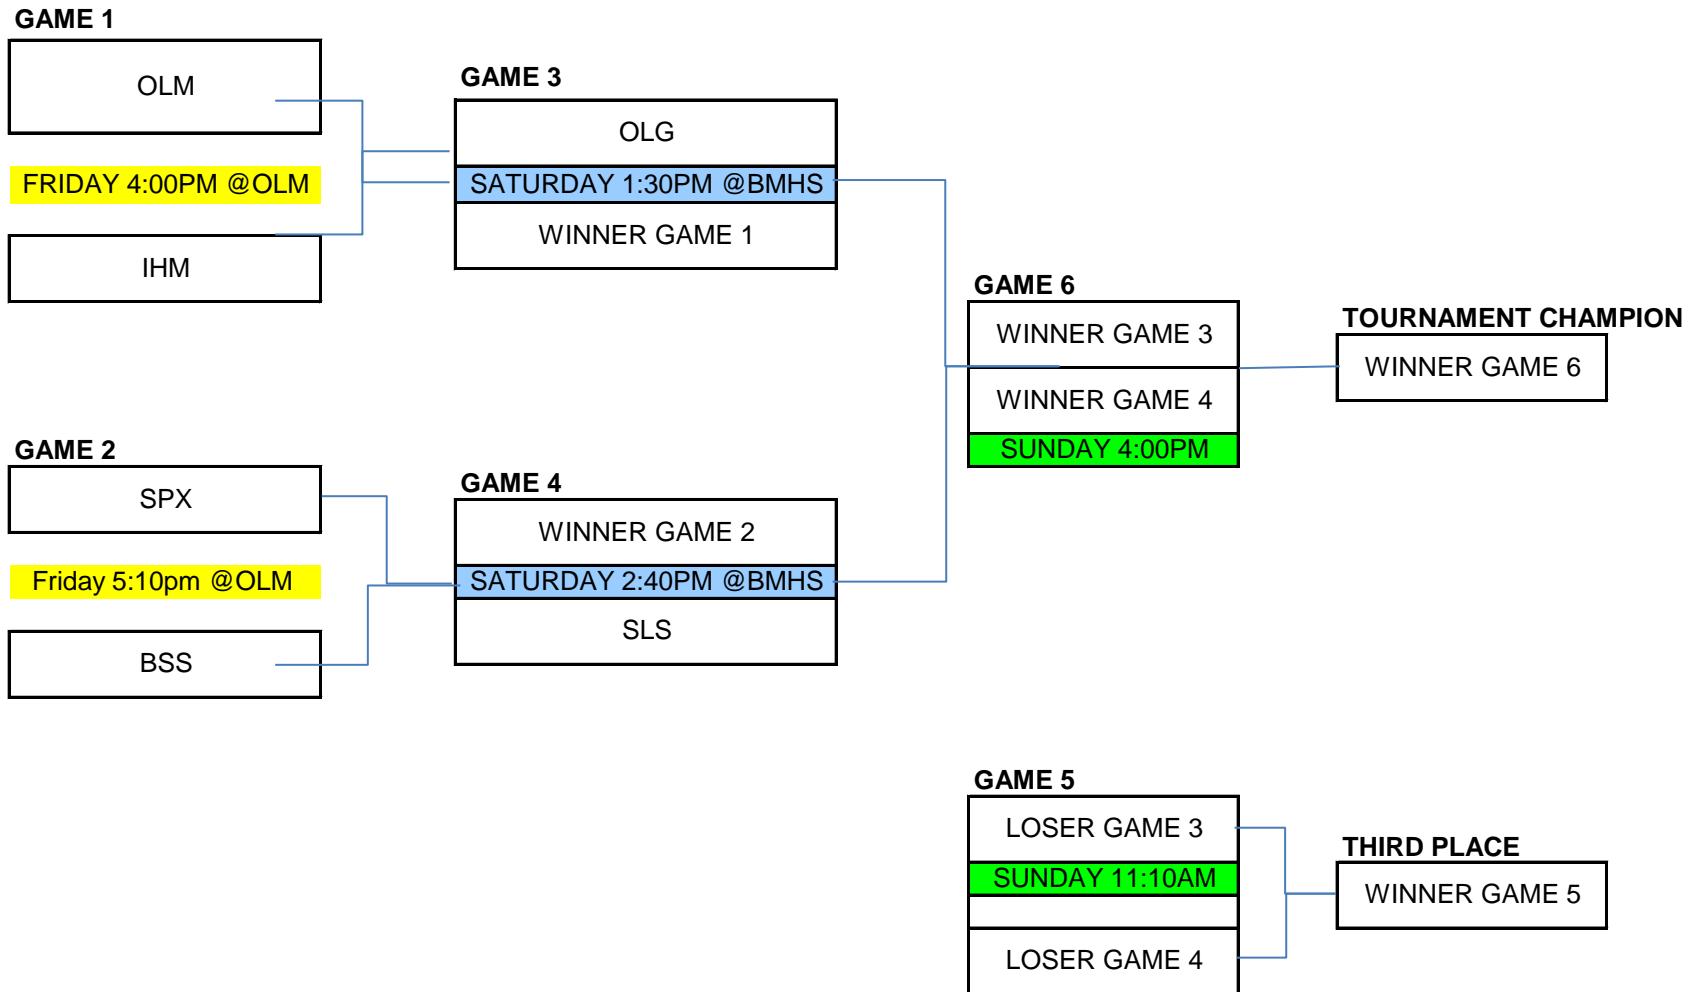 GAME 1
OLM
FRIDAY 4:00PM @OLM
IHM
GAME 3
OLG
SATURDAY 1:30PM @BMHS
WINNER GAME 1
GAME 6
WINNER GAME 3
WINNER GAME 4
SUNDAY 4:00PM
TOURNAMENT CHAMPION
WINNER GAME 6
GAME 2
SPX
Friday 5:10pm @OLM
BSS
GAME 4
WINNER GAME 2
SATURDAY 2:40PM @BMHS
SLS
GAME 5
LOSER GAME 3
SUNDAY 11:10AM
LOSER GAME 4
THIRD PLACE
WINNER GAME 5